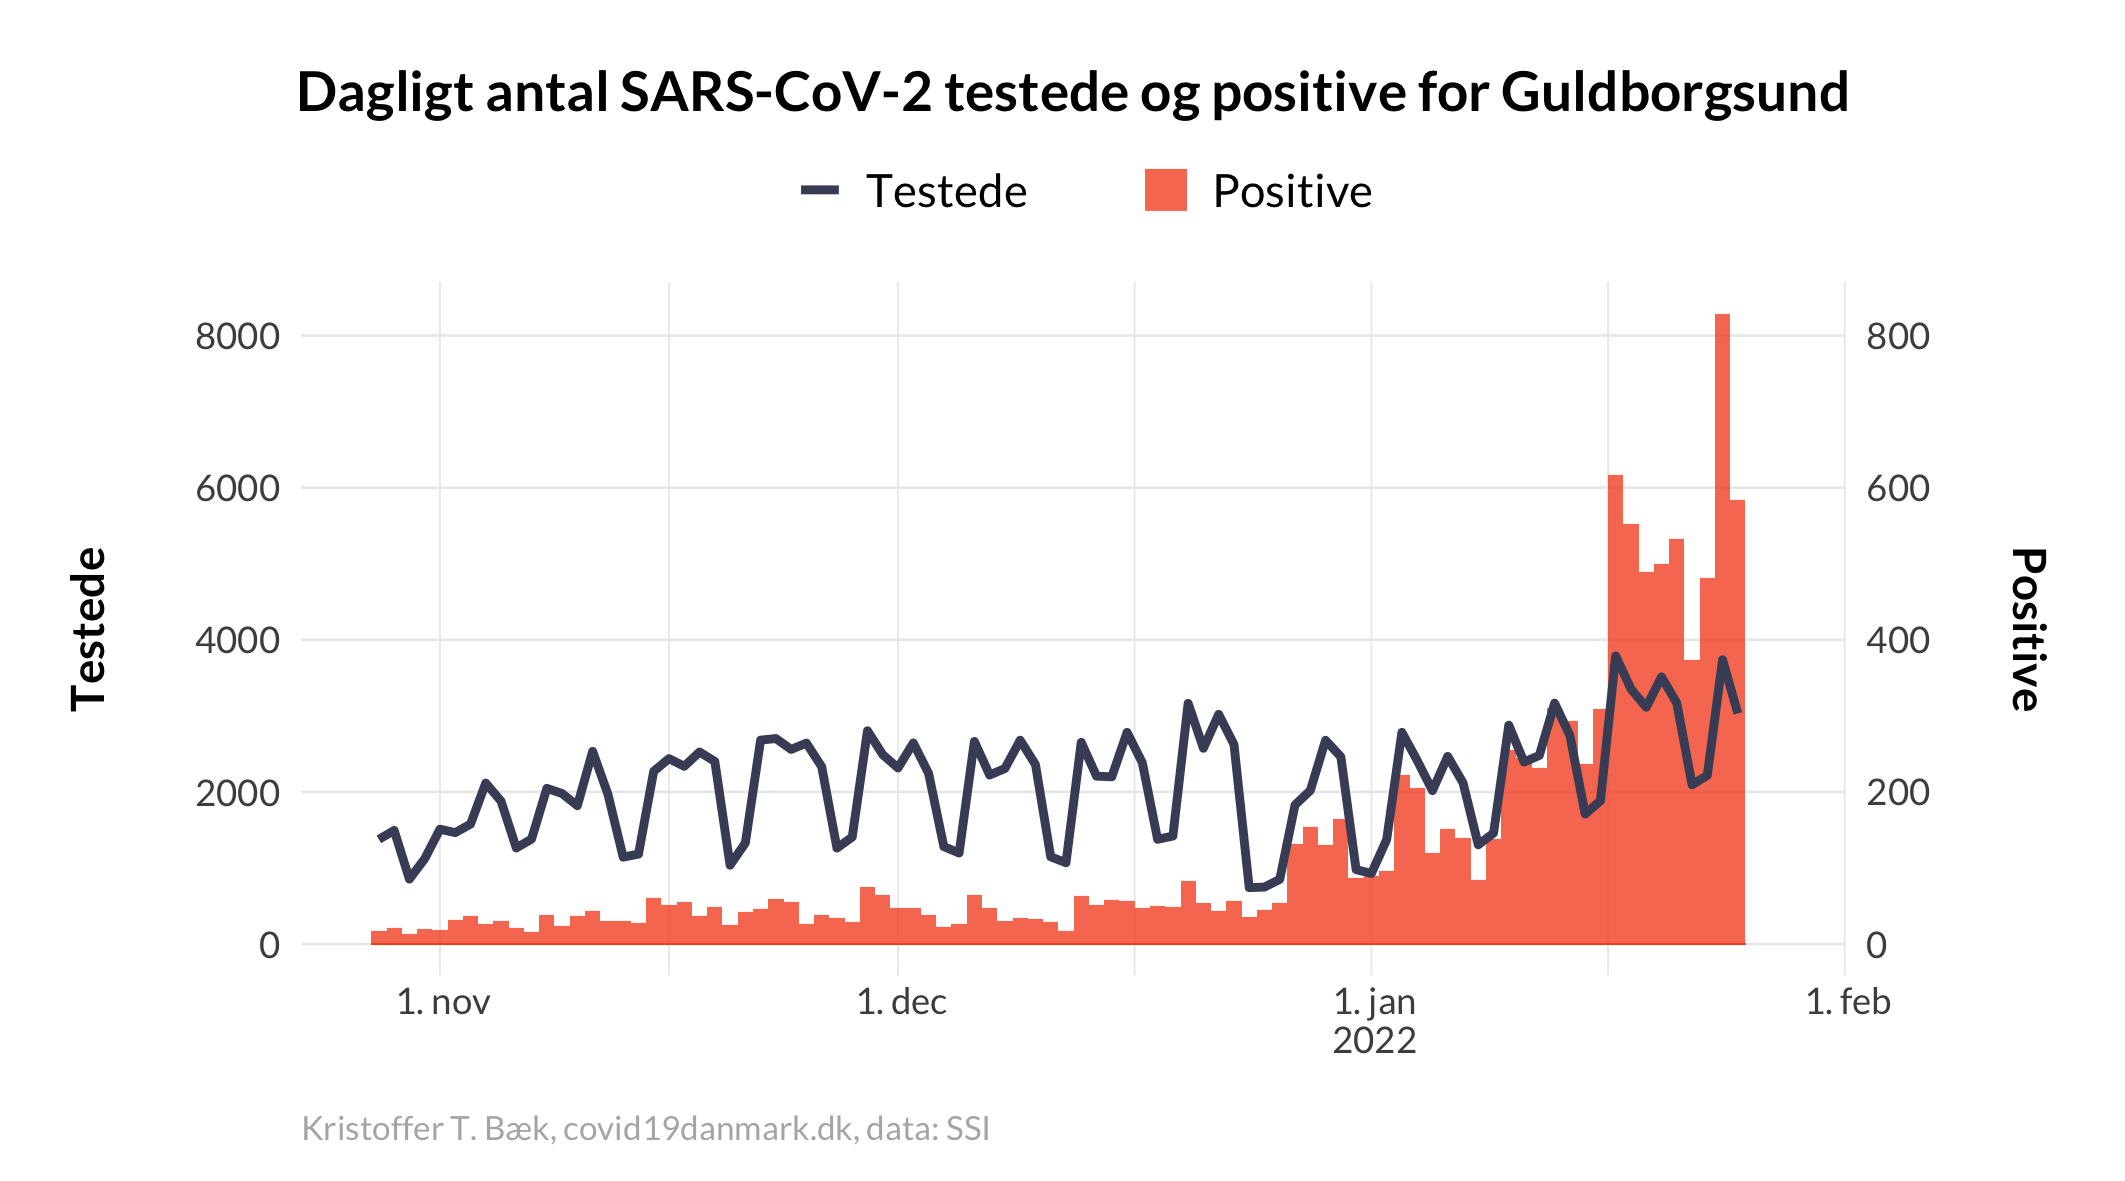 Dagligt antal SARS-CoV-2 testede og positive for Guldborgsund
Testede
Positive
8000
6000
4000
2000
0
Testede
800
600
400
200
0
Positive
1. nov
1. dec
1. jan
2022
1. feb
Kristoffer T. Bæk, covid19danmark.dk, data: SSI